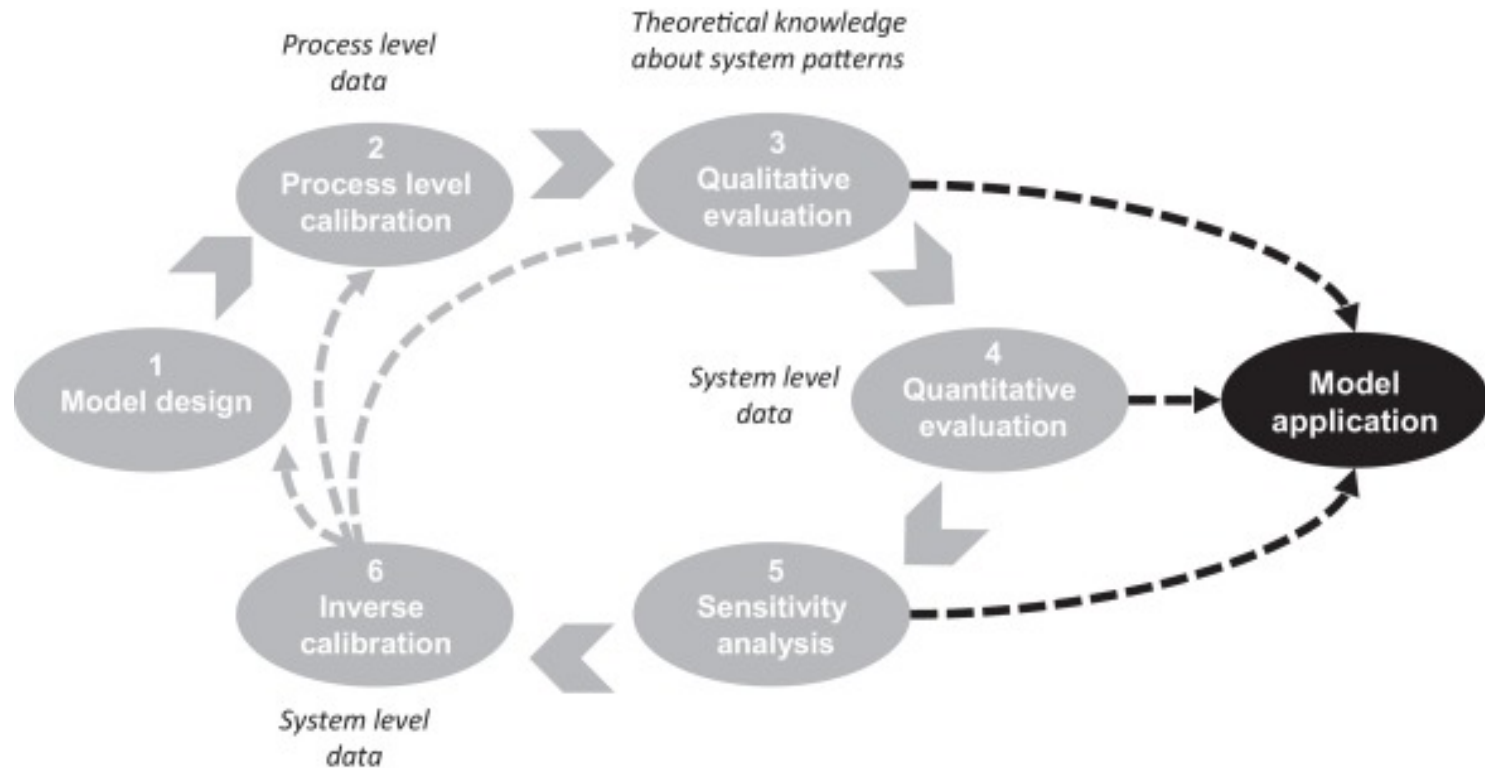 Process level
data
Theoretical knowledge
about system patterns
2
Process level
calibration
3
Qualitative
evaluation
1
Model design
System level
data
4
Quantitative
evaluation
Model
application
6
Inverse
calibration
5
Sensitivity
analysis
System level
data